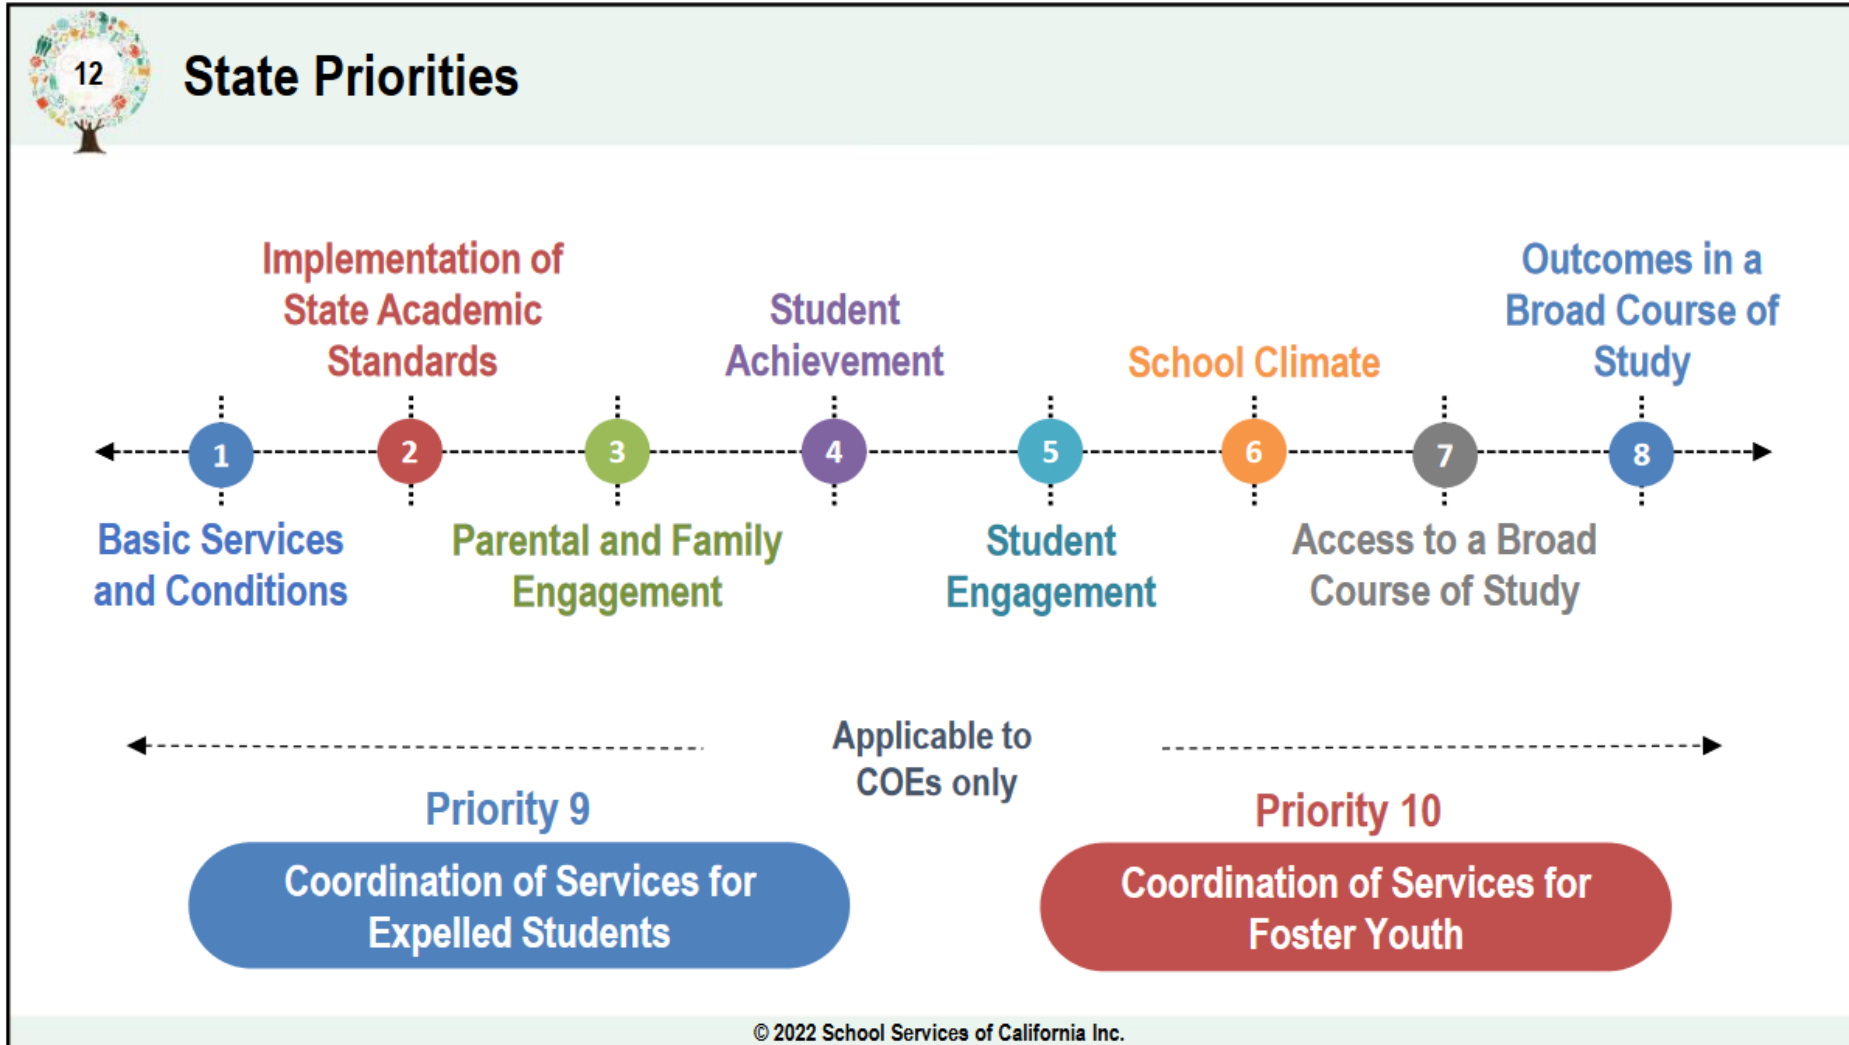 12
State Priorities
Implementation of
State Academic
Standards
Student
Achievement
School Climate
Outcomes in a
Broad Course of
Study
1
2
3
4
5
6
7
8
Basic Services
and Conditions
Parental and Family
Engagement
Student
Engagement
Access to a Broad
Course of Study
Applicable to
COEs only
Priority 9
Coordination of Services for
Expelled Students
Priority 10
Coordination of Services for
Foster Youth
© 2022 School Services of California Inc.